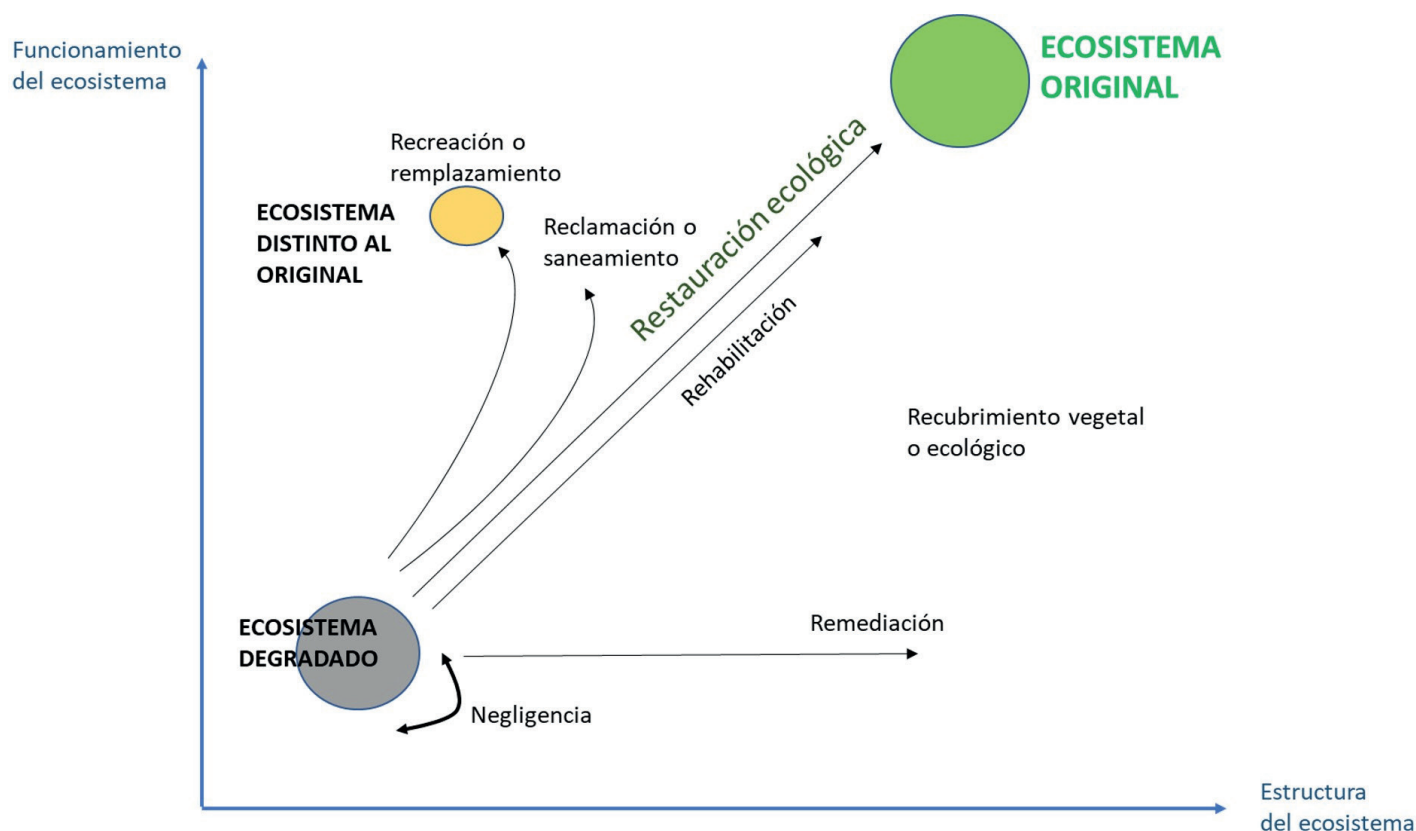 Funcionamiento
del ecosistema
ECOSISTEMA
ORIGINAL
Recreación o
remplazamiento
ECOSISTEMA
DISTINTO AL
ORIGINAL
Reclamación o
saneamiento
Restauración ecológica
Rehabilitación
Recubrimiento vegetal
o ecológico
ECOSISTEMA
DEGRADADO
Remediación
Negligencia
Estructura
del ecosistema